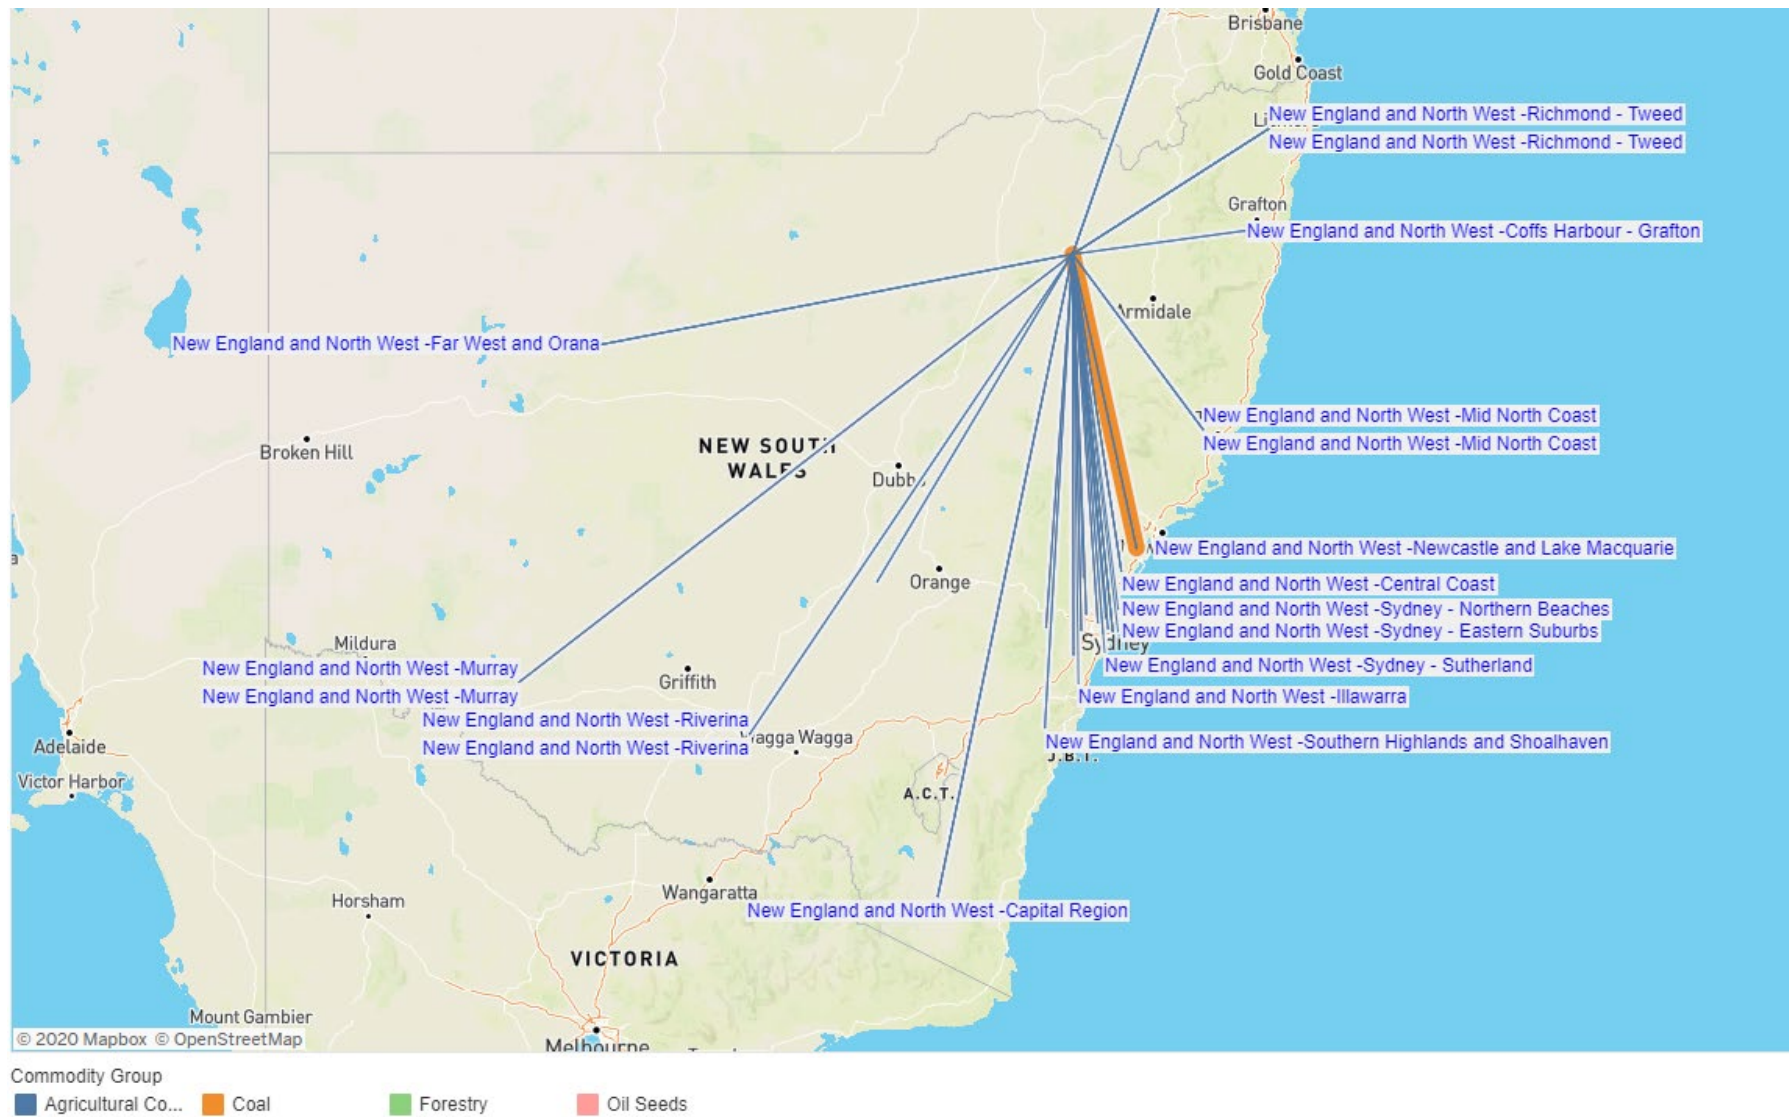 Brisbane
Gold Coast
New England and North West -Richmond - Tweed
New England and North West -Richmond - Tweed
Grafton
New England and North West -Coffs Harbour - Grafton
Armidale
New England and North West -Far West and Orana
New England and North West -Mid North Coast
New England and North West -Mid North Coast
Broken Hill
NEW SOUTH
WALES
Dubbo
New England and North West -Newcastle and Lake Macquarie
Orange
New England and North West -Central Coast
New England and North West -Sydney - Northern Beaches
New England and North West -Sydney - Eastern Suburbs
Sydney
Mildura
New England and North West -Sydney - Sutherland
New England and North West -Murray
New England and North West -Murray
Griffith
New England and North West -Illawarra
New England and North West -Riverina
New England and North West -Riverina
Wagga Wagga
New England and North West -Southern Highlands and Shoalhaven
J.B.T.
Adelaide
Victor Harbor
A.C.T.
Wangaratta
Horsham
New England and North West -Capital Region
VICTORIA
Mount Gambier
© 2020 Mapbox © OpenStreetMap
Melbourne
Commodity Group
Agricultural Co...
Coal
Forestry
Oil Seeds